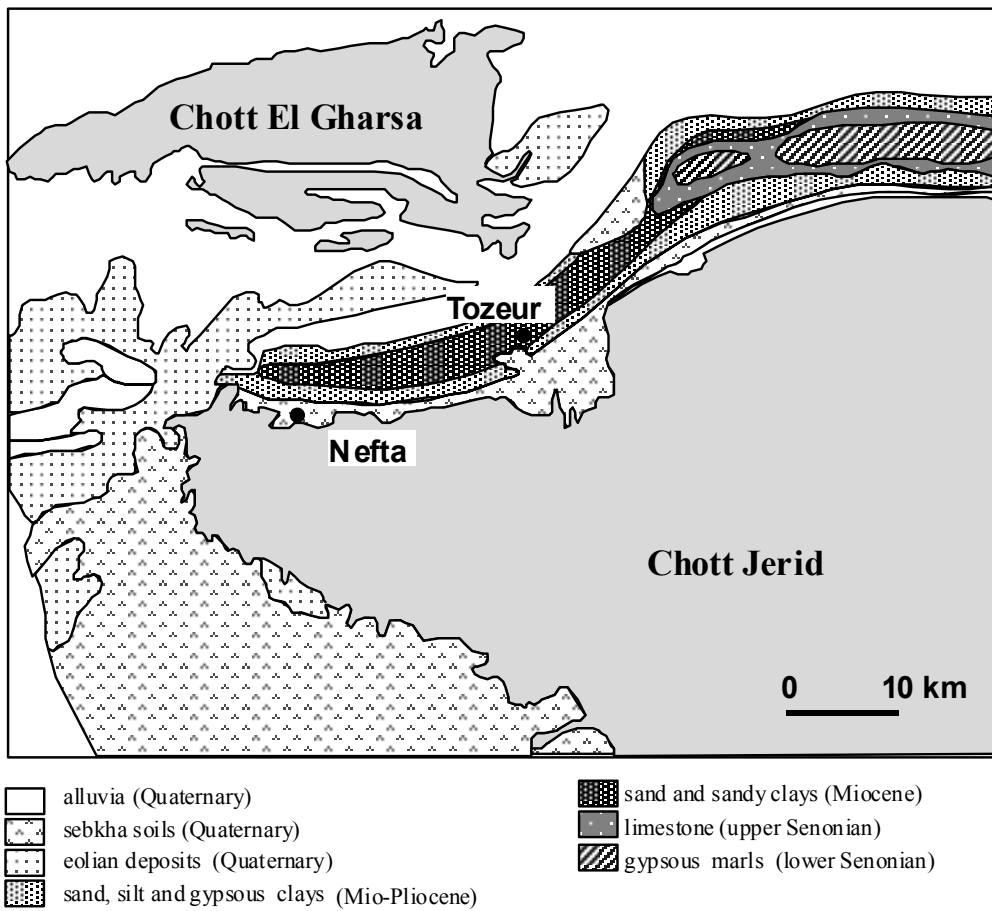 Chott El Gharsa
Tozeur
Nefta
Chott Jerid
0 10 km
alluvia (Quaternary)
sebkha soils (Quaternary)
eolian deposits (Quaternary)
sand, silt and gypsous clays (Mio-Pliocene)
sand and sandy clays (Miocene)
limestone (upper Senonian)
gypsous marls (lower Senonian)